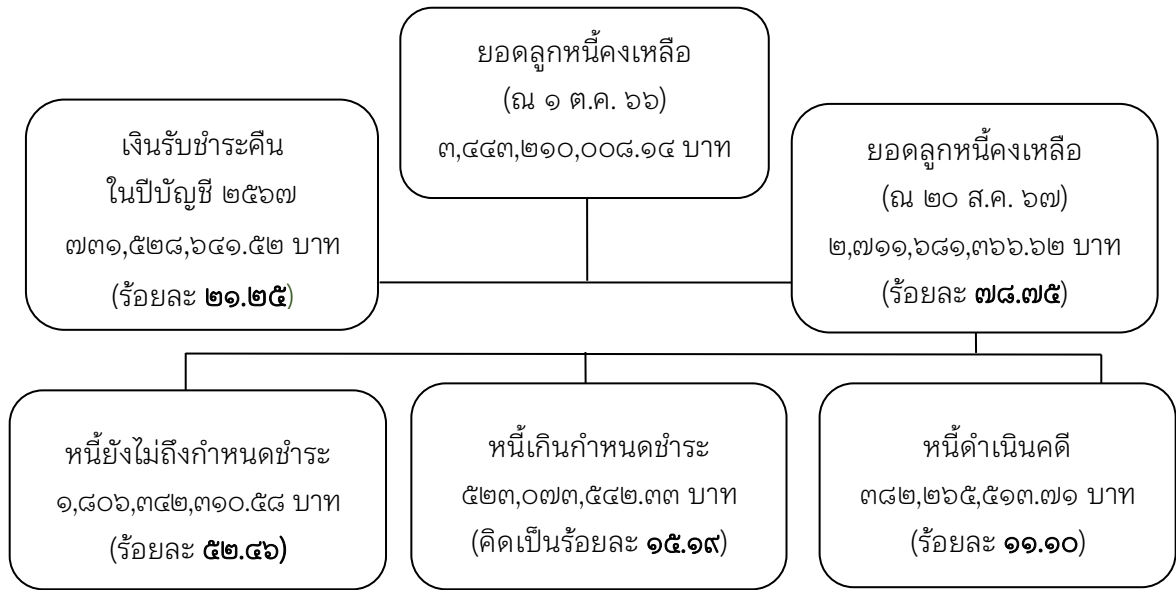 ยอดลูกหนี้คงเหลือ
(ณ ๑ ต.ค. ๖๖)
๓,๔๔๓,๒๑๐,๐๐๘.๑๔ บาท
เงินรับชำระคืน
ในปีบัญชี ๒๕๖๗
๗๓๑,๕๒๘,๖๔๑.๕๒ บาท
(ร้อยละ ๒๑.๒๕)
ยอดลูกหนี้คงเหลือ
(ณ ๒๐ ส.ค. ๖๗)
๒,๗๑๑,๖๘๑,๓๖๖.๖๒ บาท
(ร้อยละ ๗๘.๗๕)
หนี้ยังไม่ถึงกำหนดชำระ
๑,๘๐๖,๓๔๒,๓๑๐.๕๘ บาท
(ร้อยละ ๕๒.๔๖)
หนี้เกินกำหนดชำระ
๕๒๓,๐๗๓,๕๔๒.๓๓ บาท
(คิดเป็นร้อยละ ๑๕.๑๙)
หนี้ดำเนินคดี
๓๘๒,๒๖๕,๕๑๓.๗๑ บาท
(ร้อยละ ๑๑.๑๐)